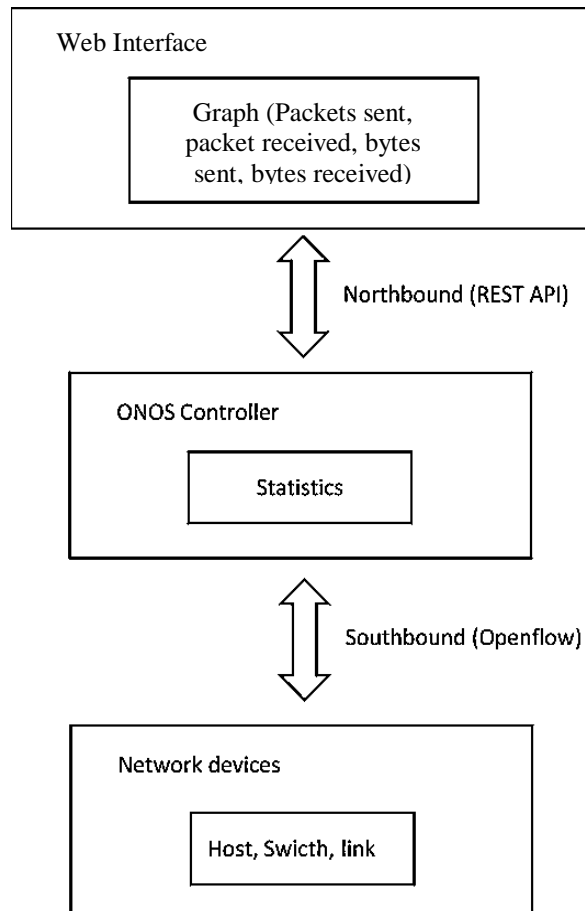 Web Interface
Graph (Packets sent,
packet received, bytes
sent, bytes received)
Northbound (REST API)
ONOS Controller
Statistics
Southbound (Openflow)
Network devices
Host, Swicth, link